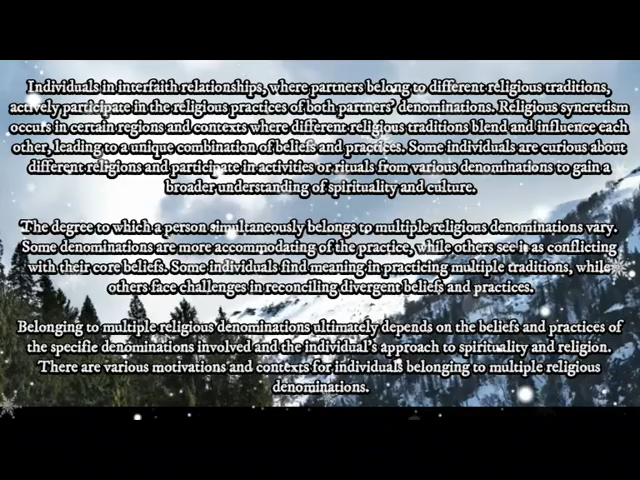 Individuals in interfaith relationships, where partners belong to different religious traditions,
actively participate in the religious practices of both partners' denominations. Religious syncretism
occurs in certain regions and contexts where different religious traditions blend and influence each
other, leading to a unique combination of beliefs and practices. Some individuals are curious about
different religions and participate in activities or rituals from various denominations to gain a
broader understanding of spirituality and culture.
The degree to which a person simultaneously belongs to multiple religious denominations vary.
Some denominations are more accommodating of the practice, while others see it as conflicting
with their core beliefs. Some individuals find meaning in practicing multiple traditions, while
others face challenges in reconciling divergent beliefs and practices.
Belonging to multiple religious denominations ultimately depends on the beliefs and practices of
the specific denominations involved and the individual's approach to spirituality and religion.
There are various motivations and contexts for individuals belonging to multiple religious
denominations.